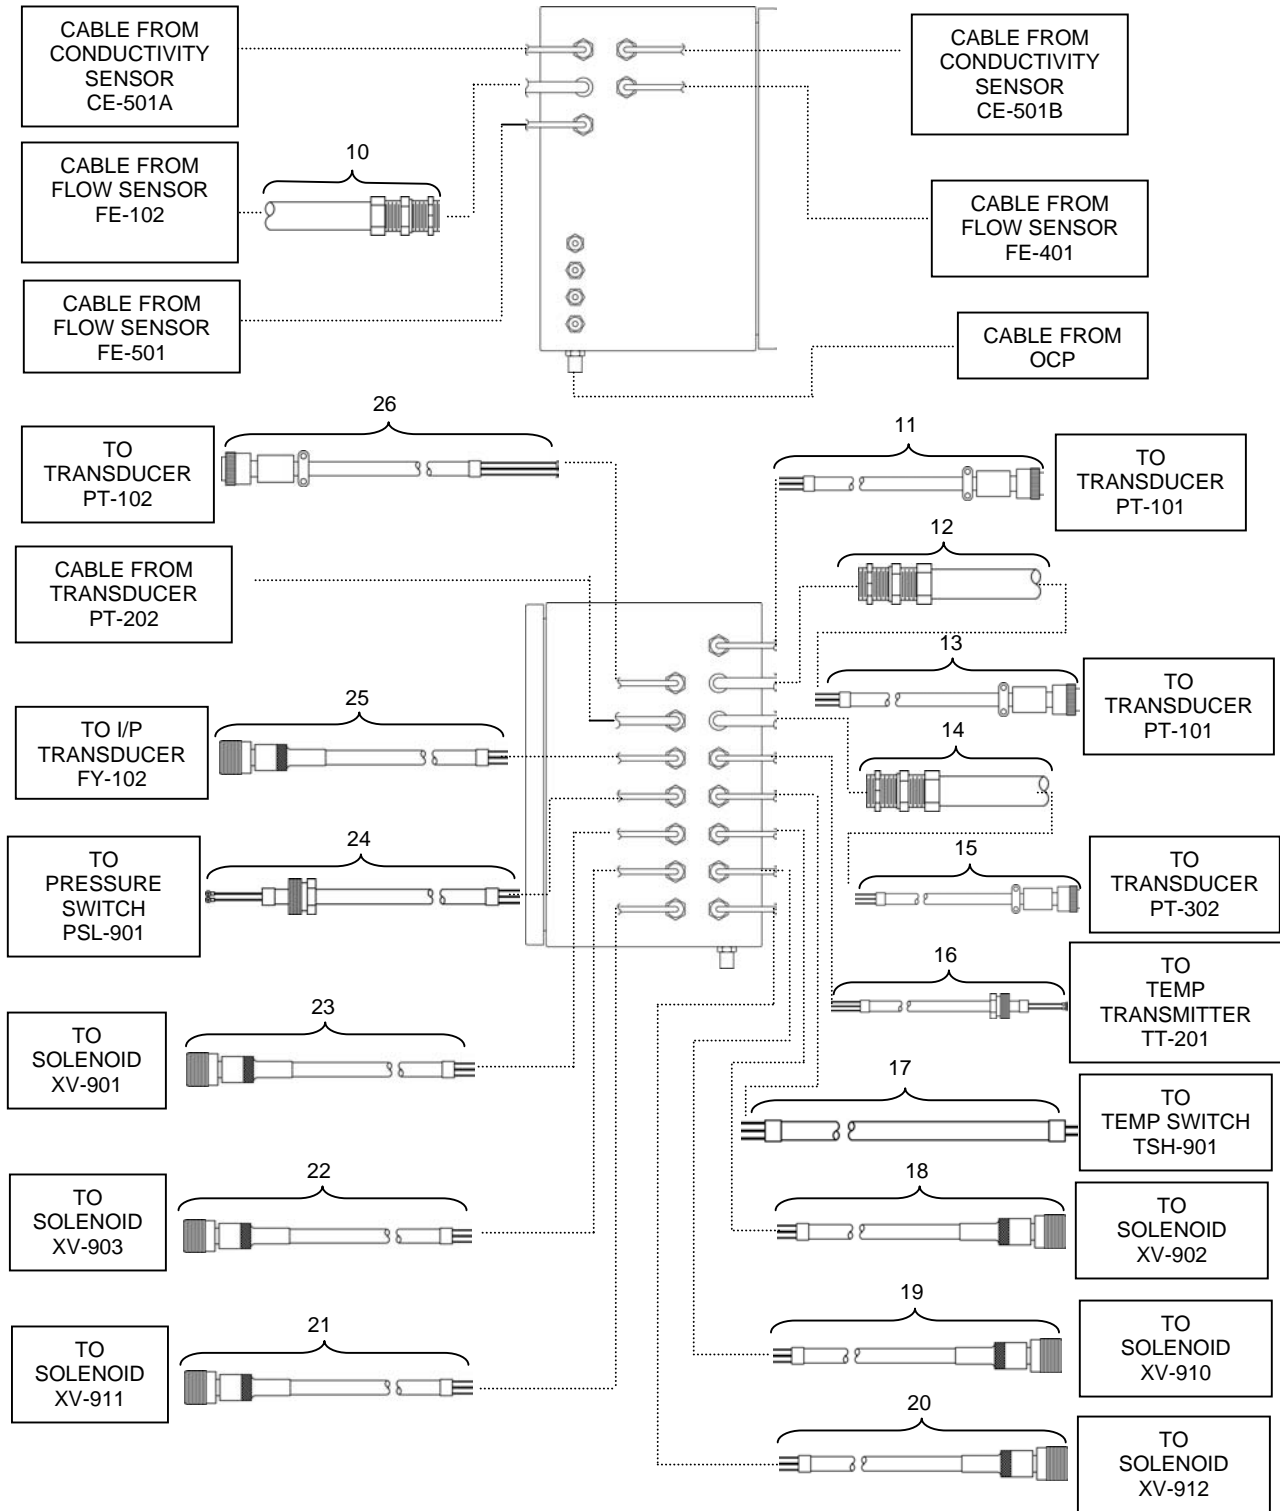 CABLE FROM
CONDUCTIVITY
SENSOR
CE-501A
CABLE FROM
CONDUCTIVITY
SENSOR
CE-501B
10
CABLE FROM
FLOW SENSOR
FE-102
CABLE FROM
FLOW SENSOR
FE-401
CABLE FROM
FLOW SENSOR
FE-501
CABLE FROM
OCP
26
TO
TRANSDUCER
PT-102
11
TO
TRANSDUCER
PT-101
12
CABLE FROM
TRANSDUCER
PT-202
13
TO
TRANSDUCER
PT-101
25
TO I/P
TRANSDUCER
FY-102
14
24
TO
PRESSURE
SWITCH
PSL-901
15
TO
TRANSDUCER
PT-302
16
TO
TEMP
TRANSMITTER
TT-201
23
TO
SOLENOID
XV-901
17
TO
TEMP SWITCH
TSH-901
22
TO
SOLENOID
XV-903
18
TO
SOLENOID
XV-902
21
TO
SOLENOID
XV-911
19
TO
SOLENOID
XV-910
20
TO
SOLENOID
XV-912